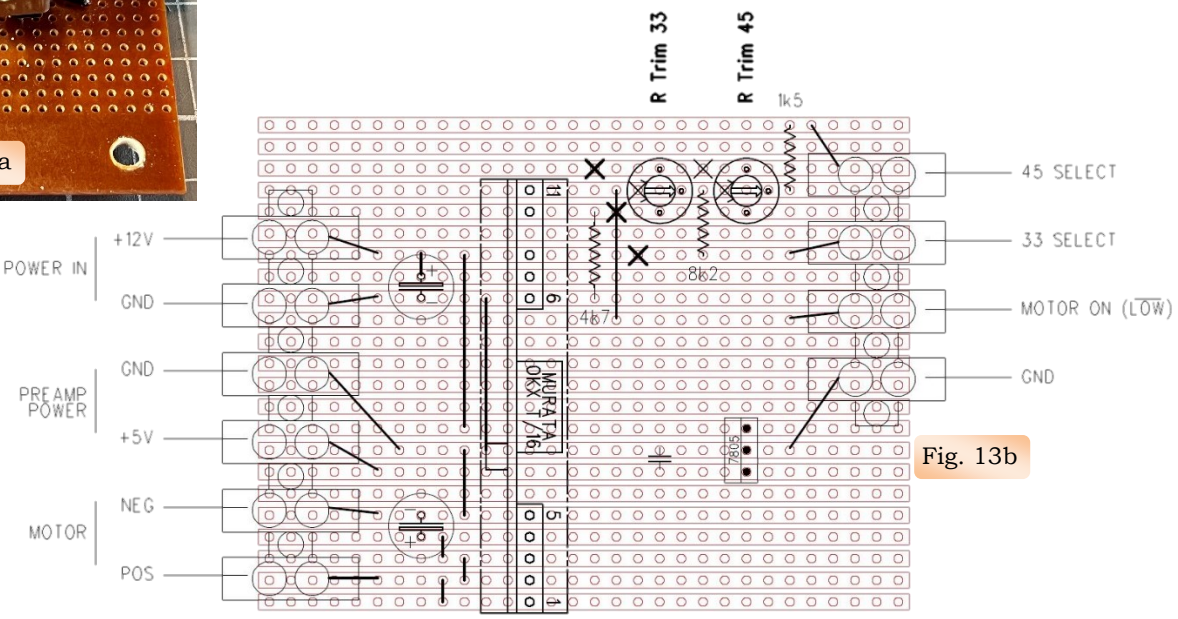 a
R Trim 33
R Trim 45
1k5
45 SELECT
33 SELECT
MOTOR ON (LOW)
GND
POWER IN
+12V
GND
PREAMP
POWER
GND
+5V
MOTOR
NEG
POS
+
–
11
6
4k7
8k2
MURATA
OKX T/16
7805
–
+
5
1
Fig. 13b